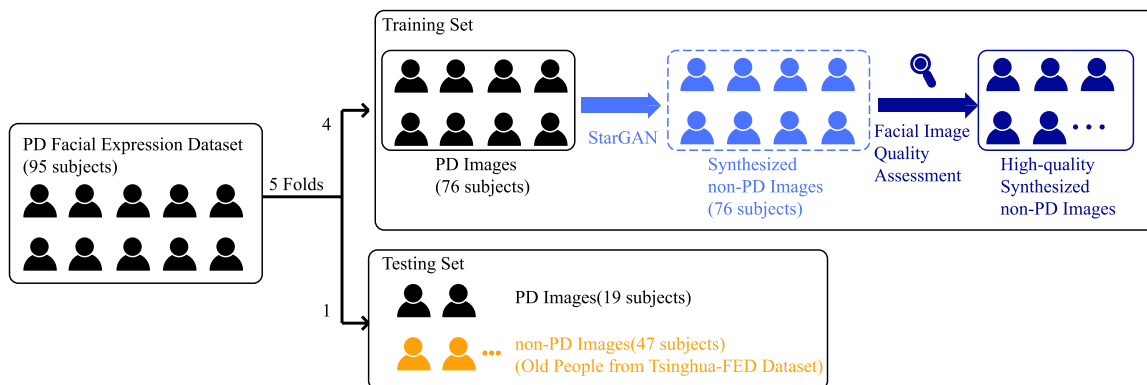 PD Facial Expression Dataset
(95 subjects)
5 Folds
4
1
Training Set
PD Images
(76 subjects)
StarGAN
Synthesized
non-PD Images
(76 subjects)
Facial Image
Quality
Assessment
High-quality
Synthesized
non-PD Images
Testing Set
PD Images(19 subjects)
non-PD Images(47 subjects)
(Old People from Tsinghua-FED Dataset)